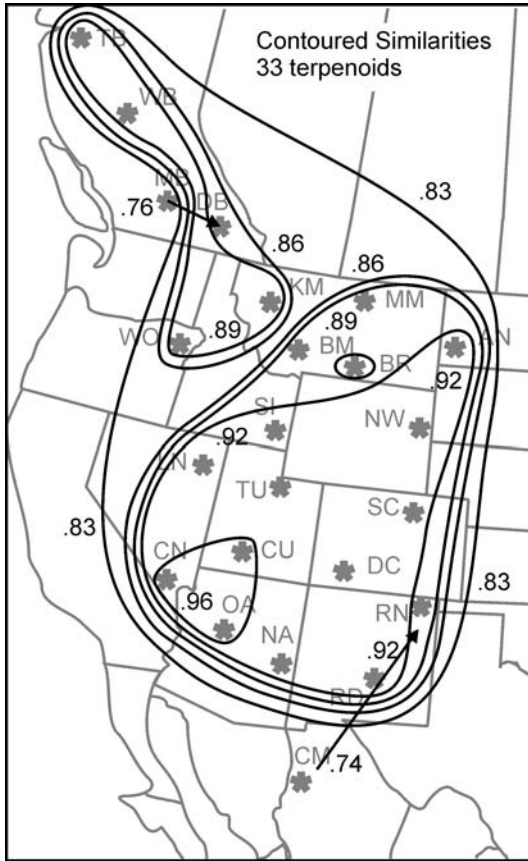 Contoured Similarities
33 terpenoids
TB
WB
MB
.76
DB
.83
.86
.86
KM
MM
WO
.89
.89
BM
BR
AN
.92
SI
.92
NW
LN
TU
SC
.83
CN
CU
DC
.83
.96
OA
RN
NA
.92
RD
CM
.74